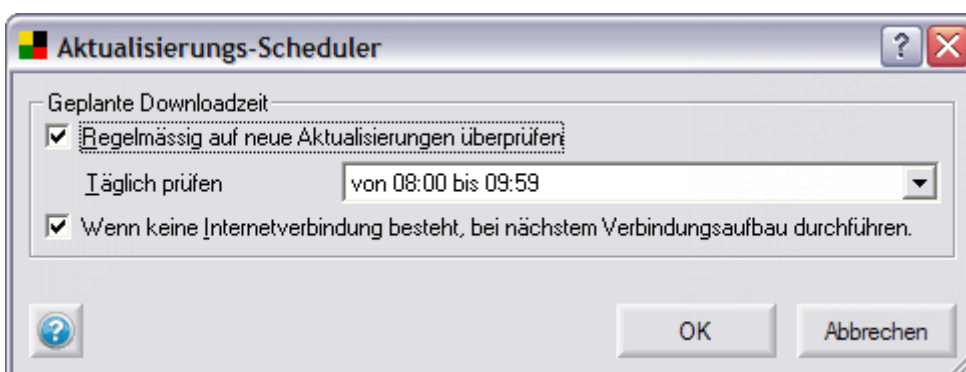 Aktualisierungs-Scheduler
Geplante Downloadzeit
Regelmässig auf neue Aktualisierungen überprüfen
Täglich prüfen von 08:00 bis 09:59
Wenn keine Internetverbindung besteht, bei nächstem Verbindungsaufbau durchführen.
OK Abbrechen